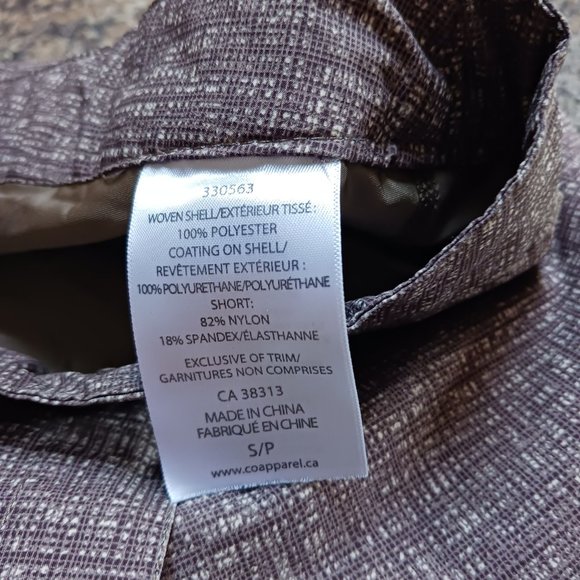 330563
WOVEN SHELL/EXTÉRIEUR TISSÉ :
100% POLYESTER
COATING ON SHELL/
REVÊTEMENT EXTÉRIEUR :
100% POLYURETHANE/POLYURÉTHANE
SHORT:
82% NYLON
18% SPANDEX/ÉLASTHANNE
EXCLUSIVE OF TRIM/
GARNITURES NON COMPRISES
CA 38313
MADE IN CHINA
FABRIQUÉ EN CHINE
S/P
www.coapparel.ca